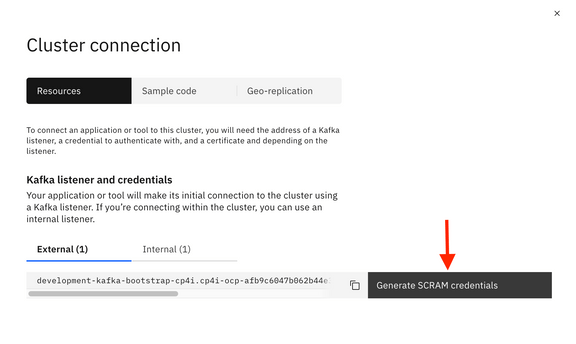 Cluster connection
Resources
Sample code
Geo-replication
To connect an application or tool to this cluster, you will need the address of a Kafka
listener, a credential to authenticate with, and a certificate and depending on the
listener.
Kafka listener and credentials
Your application or tool will make its initial connection to the cluster using
a Kafka listener. If you're connecting within the cluster, you can use an
internal listener.
External (1)
Internal (1)
development-kafka-bootstrap-cp4i.cp4i-ocp-afb9c6047b062b44e
Generate SCRAM credentials